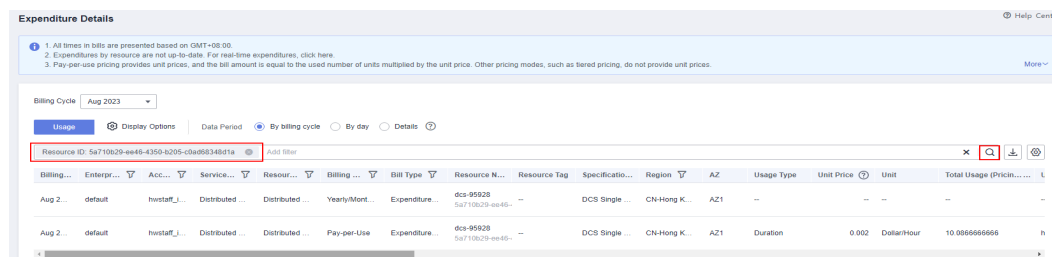 Expenditure Details
Help Cent
1. All times in bills are presented based on GMT+08:00.
2. Expenditures by resource are not up-to-date. For real-time expenditures, click here.
3. Pay-per-use pricing provides unit prices, and the bill amount is equal to the used number of units multiplied by the unit price. Other pricing modes, such as tiered pricing, do not provide unit prices.
More
Billing Cycle Aug 2023
Usage Display Options Data Period By billing cycle By day Details
Resource ID: 5a710b29-ee46-4350-b205-c0ad68348d1a Add filter
Billing... Enterpr... Acc... Service... Resour... Billing ... Bill Type Resource N... Resource Tag Specificatio... Region AZ Usage Type Unit Price Unit Total Usage (Pricin... ... U
Aug 2... default hwstaff_i... Distributed ... Distributed ... Yearly/Mont... Expenditure... dcs-95928 -- DCS Single ... CN-Hong K... AZ1 -- -- -- -- --
5a710b29-ee46-
Aug 2... default hwstaff_i... Distributed ... Distributed ... Pay-per-Use Expenditure... dcs-95928 -- DCS Single ... CN-Hong K... AZ1 Duration 0.002 Dollar/Hour 10.0866666666 h
5a710b29-ee46-